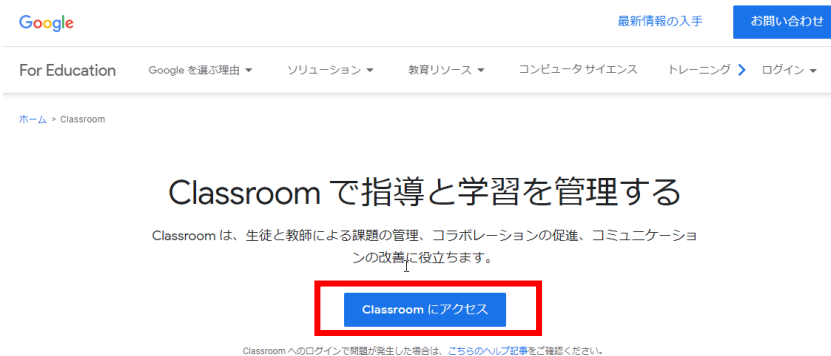 Google
最新情報の入手
お問い合わせ
For Education
Google を選ぶ理由
ソリューション
教育リソース
コンピュータ サイエンス
トレーニング
ログイン
ホーム > Classroom
Classroom で指導と学習を管理する
Classroom は、生徒と教師による課題の管理、コラボレーションの促進、コミュニケーショ
ンの改善に役立ちます。
Classroom にアクセス
Classroom へのログインで問題が発生した場合は、こちらのヘルプ記事をご確認ください。